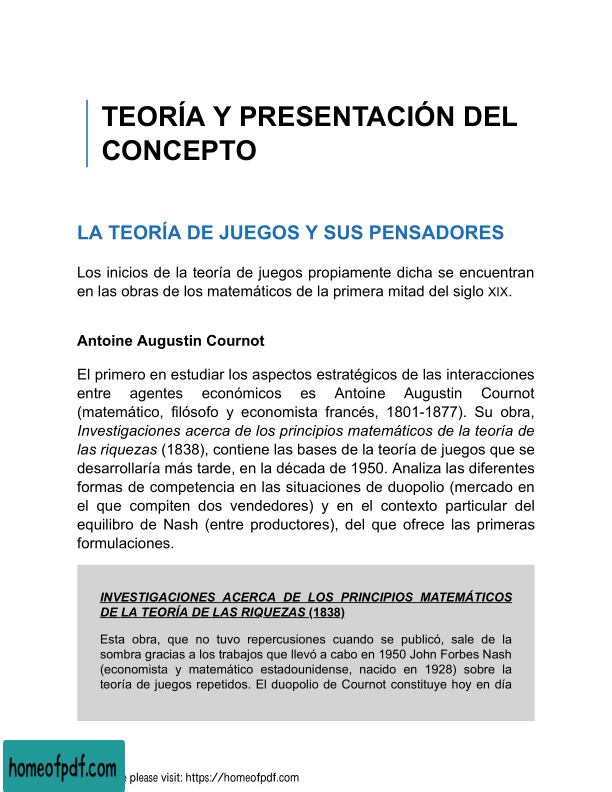 TEORÍA Y PRESENTACIÓN DEL
CONCEPTO
LA TEORÍA DE JUEGOS Y SUS PENSADORES
Los inicios de la teoría de juegos propiamente dicha se encuentran
en las obras de los matemáticos de la primera mitad del siglo XIX.
Antoine Augustin Cournot
El primero en estudiar los aspectos estratégicos de las interacciones
entre agentes económicos es Antoine Augustin Cournot
(matemático, filósofo y economista francés, 1801-1877). Su obra,
Investigaciones acerca de los principios matemáticos de la teoría de
las riquezas (1838), contiene las bases de la teoría de juegos que se
desarrollaría más tarde, en la década de 1950. Analiza las diferentes
formas de competencia en las situaciones de duopolio (mercado en
el que compiten dos vendedores) y en el contexto particular del
equilibro de Nash (entre productores), del que ofrece las primeras
formulaciones.
INVESTIGACIONES ACERCA DE LOS PRINCIPIOS MATEMÁTICOS
DE LA TEORÍA DE LAS RIQUEZAS (1838)
Esta obra, que no tuvo repercusiones cuando se publicó, sale de la
sombra gracias a los trabajos que llevó a cabo en 1950 John Forbes Nash
(economista y matemático estadounidense, nacido en 1928) sobre la
teoría de juegos repetidos. El duopolio de Cournot constituye hoy en día
homeofpdf.com
please visit: https://homeofpdf.com